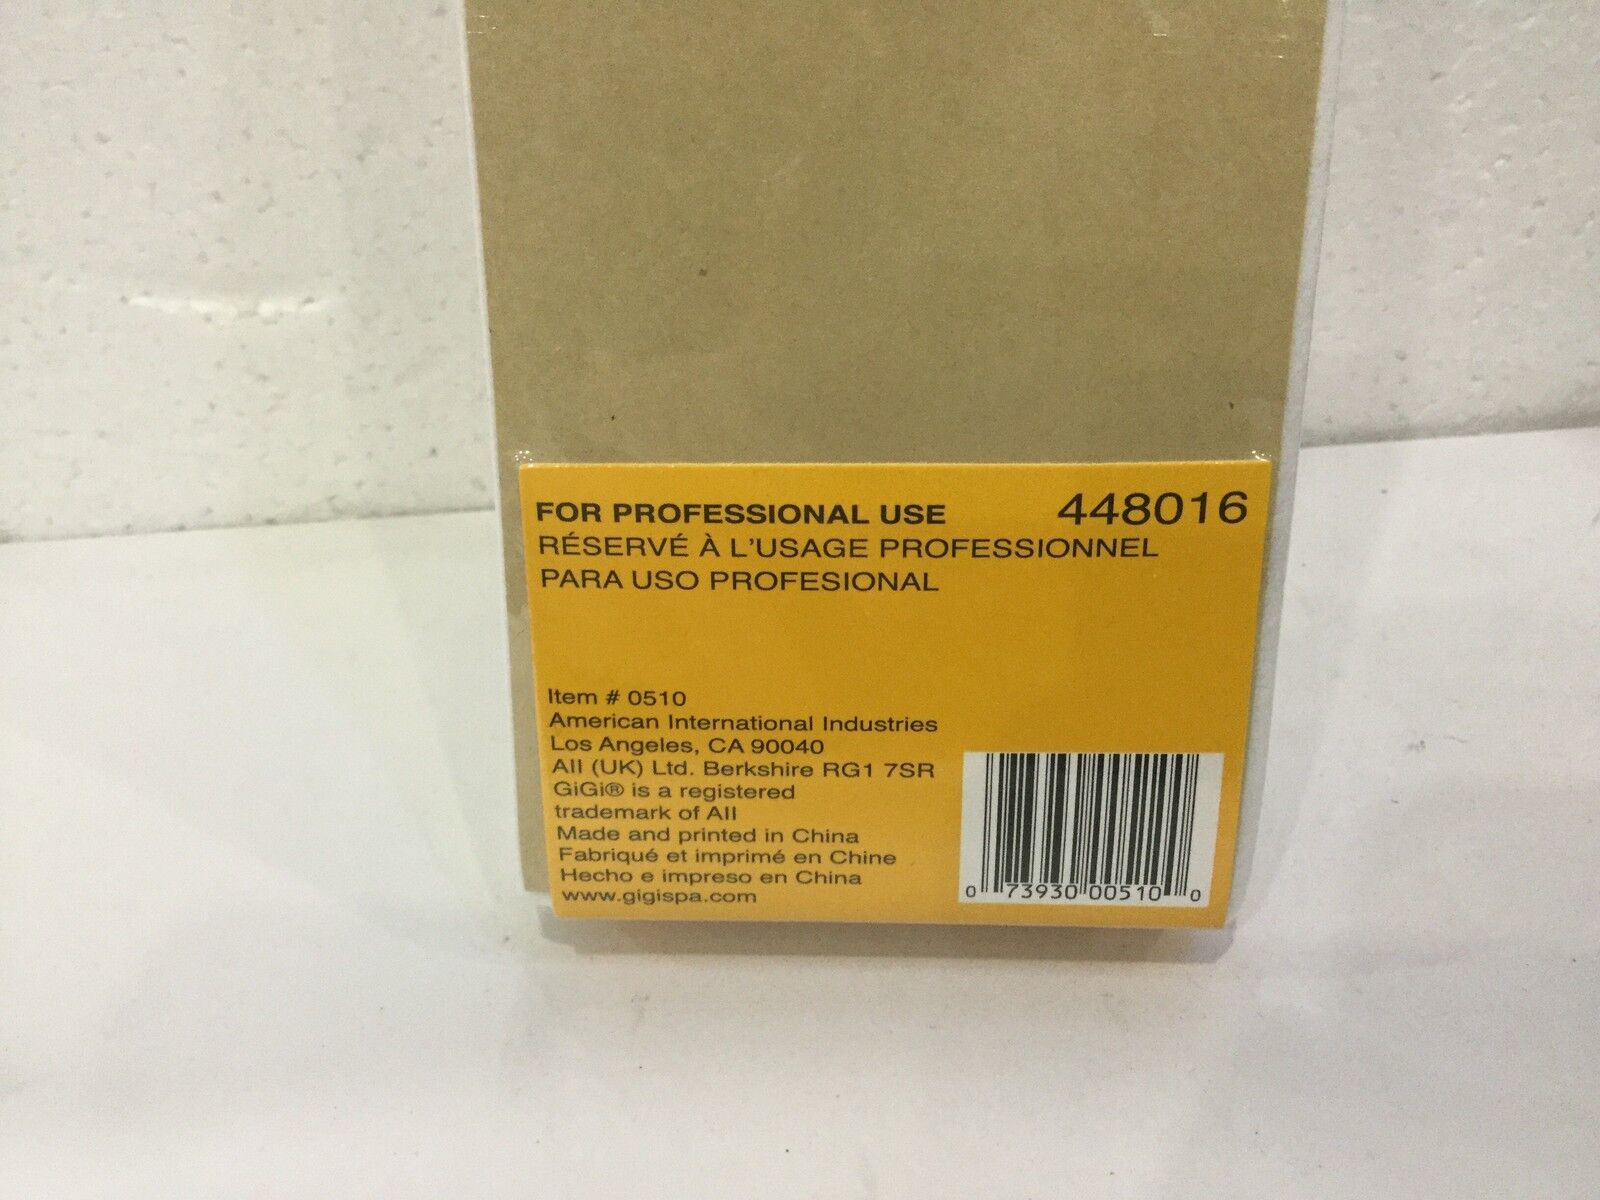 FOR PROFESSIONAL USE 448016
RÉSERVÉ À L'USAGE PROFESSIONNEL
PARA USO PROFESIONAL
Item # 0510
American International Industries
Los Angeles, CA 90040
AII (UK) Ltd. Berkshire RG1 7SR
GiGi® is a registered
trademark of AII
Made and printed in China
Fabriqué et imprimé en Chine
Hecho e impreso en China
www.gigispa.com
0 73930 00510 0